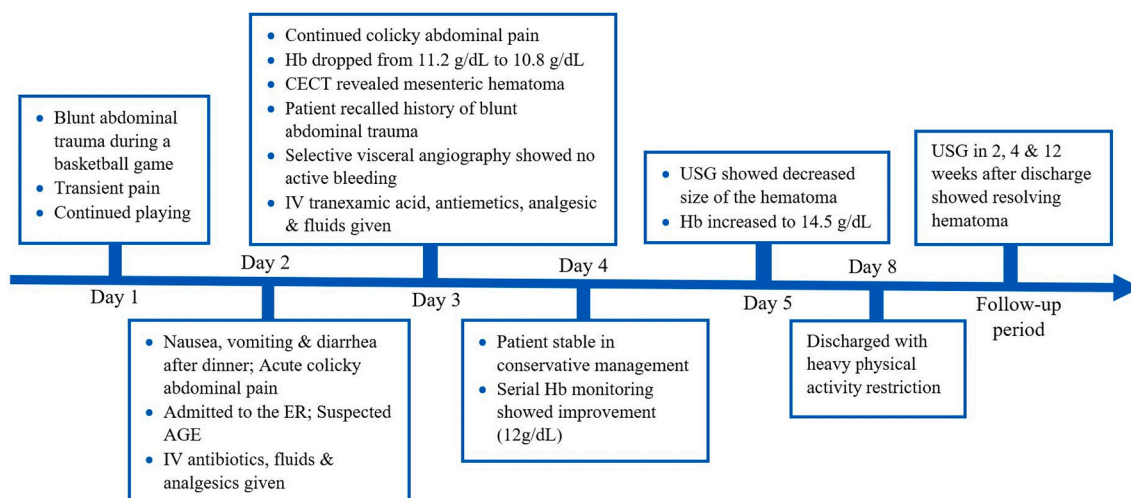 • Blunt abdominal
trauma during a
basketball game
• Transient pain
• Continued playing
Day 1
Day 2
• Nausea, vomiting & diarrhea
after dinner; Acute colicky
abdominal pain
• Admitted to the ER; Suspected
AGE
• IV antibiotics, fluids &
analgesics given
• Continued colicky abdominal pain
• Hb dropped from 11.2 g/dL to 10.8 g/dL
• CECT revealed mesenteric hematoma
• Patient recalled history of blunt
abdominal trauma
• Selective visceral angiography showed no
active bleeding
• IV tranexamic acid, antiemetics, analgesic
& fluids given
Day 3
Day 4
• Patient stable in
conservative management
• Serial Hb monitoring
showed improvement
(12g/dL)
• USG showed decreased
size of the hematoma
• Hb increased to 14.5 g/dL
Day 5
Day 8
Discharged with
heavy physical
activity restriction
USG in 2, 4 & 12
weeks after discharge
showed resolving
hematoma
Follow-up
period